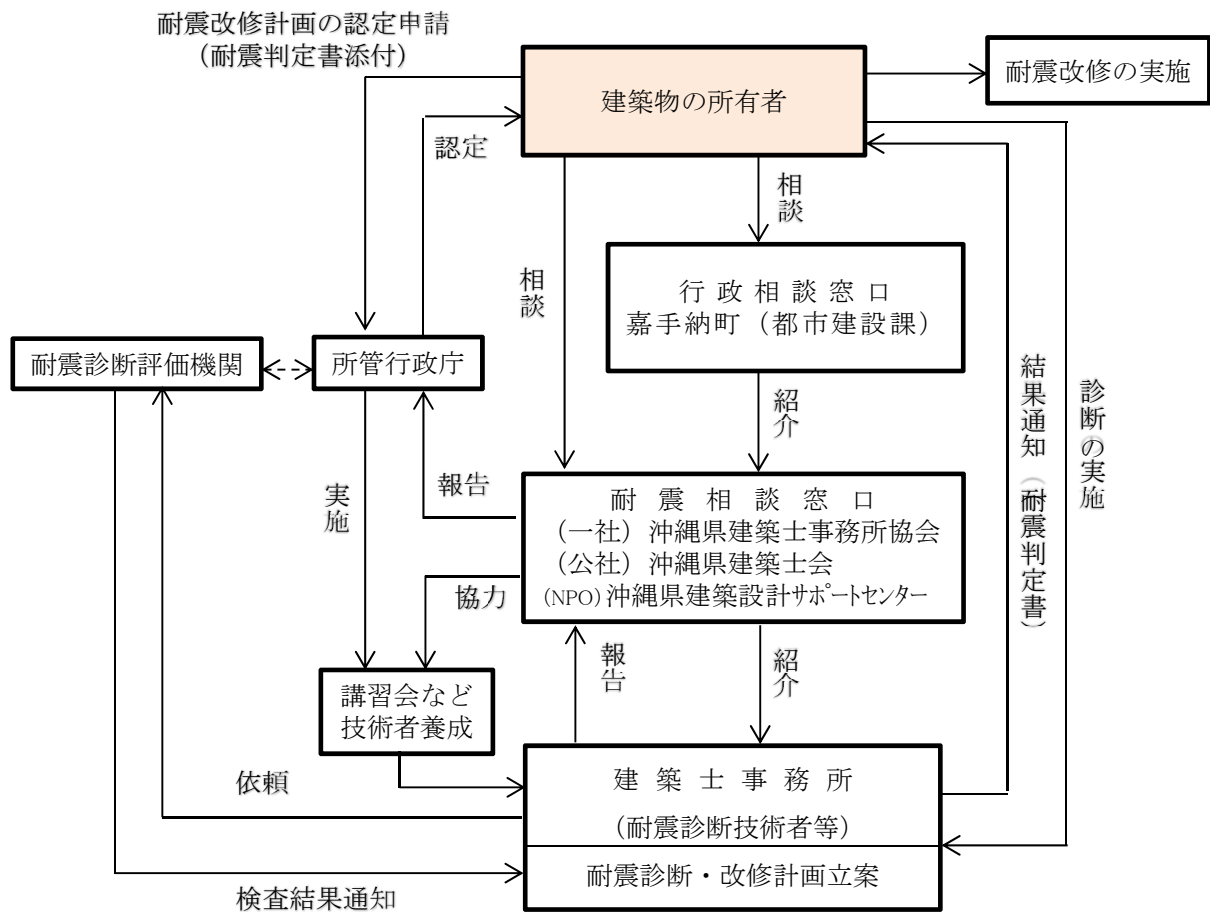 耐震改修計画の認定申請
（耐震判定書添付）
建築物の所有者
耐震改修の実施
認定
相談
相談
行政相談窓口
嘉手納町（都市建設課）
耐震診断評価機関
所管行政庁
紹介
結果通知（耐震判定書）
診断の実施
実施
報告
耐震相談窓口
（一社）沖縄県建築士事務所協会
（公社）沖縄県建築士会
(NPO)沖縄県建築設計サポートセンター
協力
報告
紹介
講習会など
技術者養成
依頼
建築士事務所
（耐震診断技術者等）
耐震診断・改修計画立案
検査結果通知